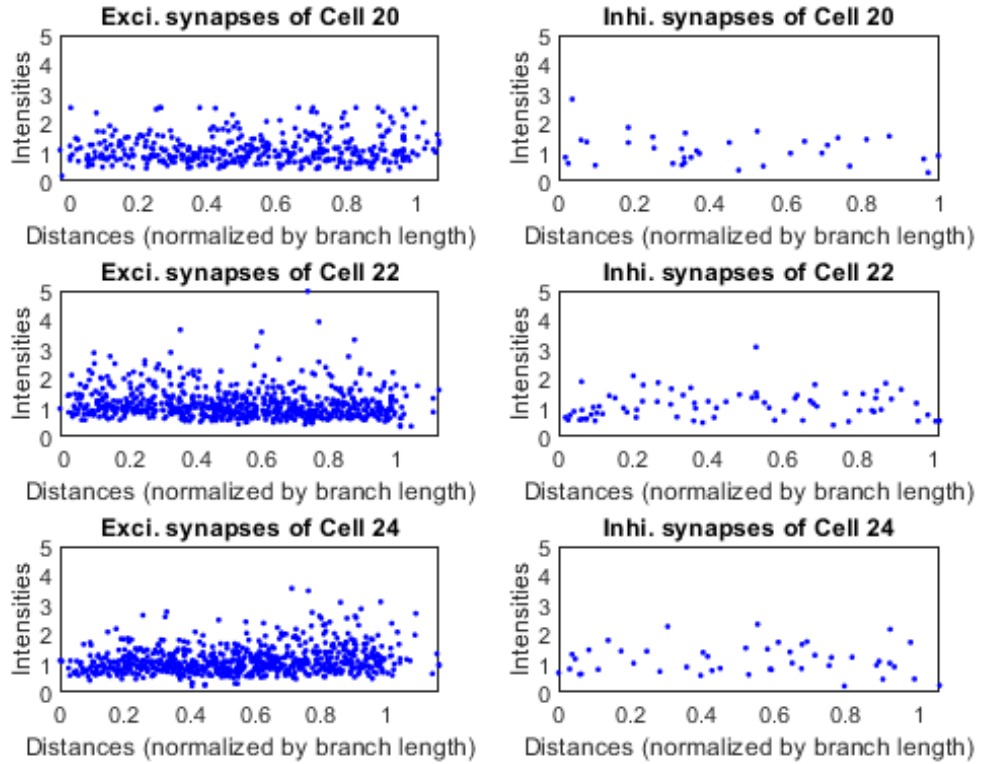 Exci. synapses of Cell 20
Intensities
5
4
3
2
1
0
0 0.2 0.4 0.6 0.8 1
Distances (normalized by branch length)
Inhi. synapses of Cell 20
Intensities
5
4
3
2
1
0
0 0.2 0.4 0.6 0.8 1
Distances (normalized by branch length)
Exci. synapses of Cell 22
Intensities
5
4
3
2
1
0
0 0.2 0.4 0.6 0.8 1
Distances (normalized by branch length)
Inhi. synapses of Cell 22
Intensities
5
4
3
2
1
0
0 0.2 0.4 0.6 0.8 1
Distances (normalized by branch length)
Exci. synapses of Cell 24
Intensities
5
4
3
2
1
0
0 0.2 0.4 0.6 0.8 1
Distances (normalized by branch length)
Inhi. synapses of Cell 24
Intensities
5
4
3
2
1
0
0 0.2 0.4 0.6 0.8 1
Distances (normalized by branch length)